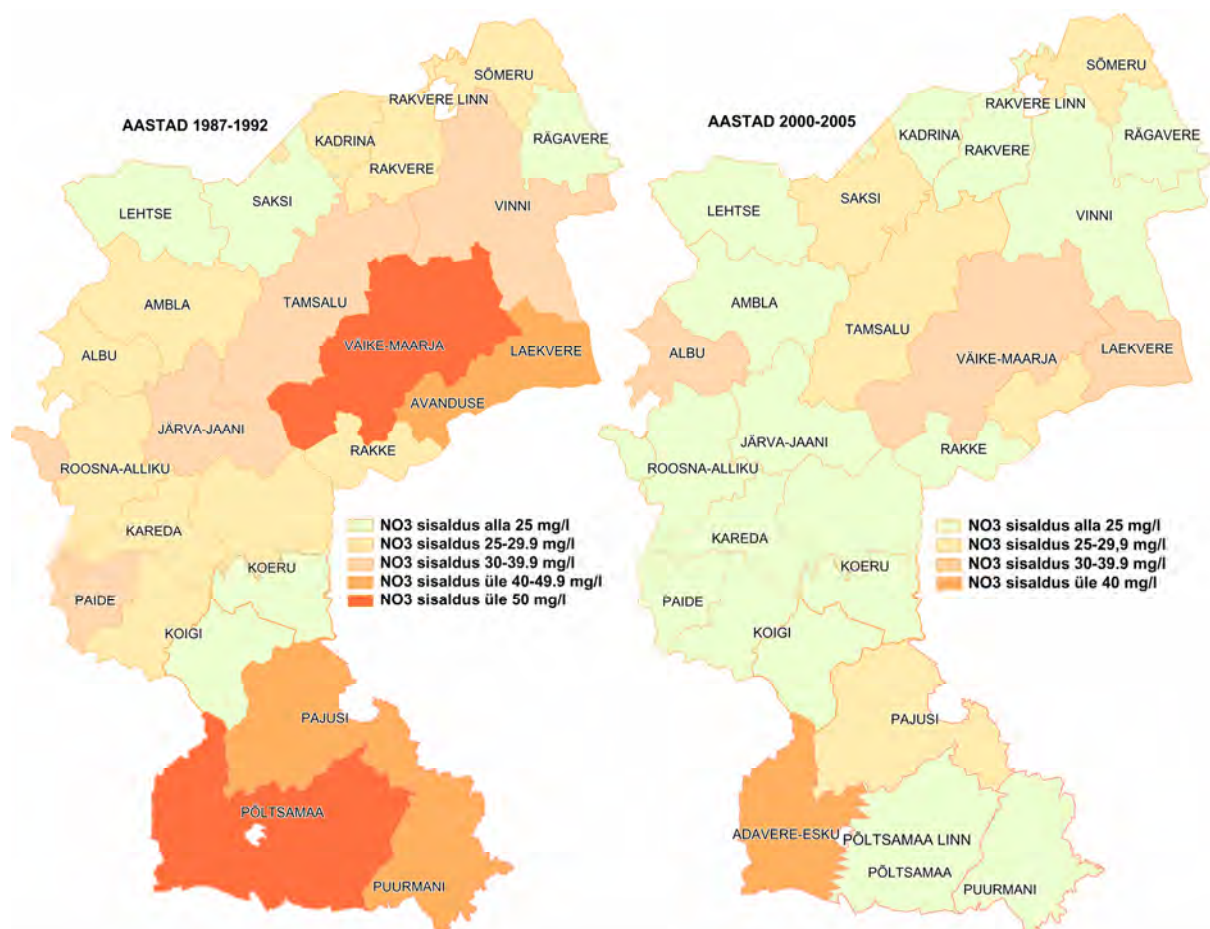 AASTAD 1987-1992
SÕMERU
RAKVERE LINN
KADRINA
RAKVERE
RÄGAVERE
SAKSI
LEHTSE
VINNI
AMBLA
TAMSALU
ALBU
VÄIKE-MAARJA
LAEKVERE
AVANDUSE
JÄRVA-JAANI
RAKKE
ROOSNA-ALLIKU
KAREDA
KOERU
PAIDE
KOIGI
PAJUSI
PÕLTSAMAA
PUURMANI
NO3 sisaldus alla 25 mg/l
NO3 sisaldus 25-29.9 mg/l
NO3 sisaldus 30-39.9 mg/l
NO3 sisaldus üle 40-49.9 mg/l
NO3 sisaldus üle 50 mg/l
AASTAD 2000-2005
SÕMERU
RAKVERE LINN
KADRINA
RAKVERE
RÄGAVERE
SAKSI
LEHTSE
VINNI
AMBLA
TAMSALU
ALBU
VÄIKE-MAARJA
LAEKVERE
JÄRVA-JAANI
RAKKE
ROOSNA-ALLIKU
KAREDA
KOERU
PAIDE
KOIGI
PAJUSI
ADAVERE-ESKU
PÕLTSAMAA LINN
PÕLTSAMAA
PUURMANI
NO3 sisaldus alla 25 mg/l
NO3 sisaldus 25-29,9 mg/l
NO3 sisaldus 30-39.9 mg/l
NO3 sisaldus üle 40 mg/l